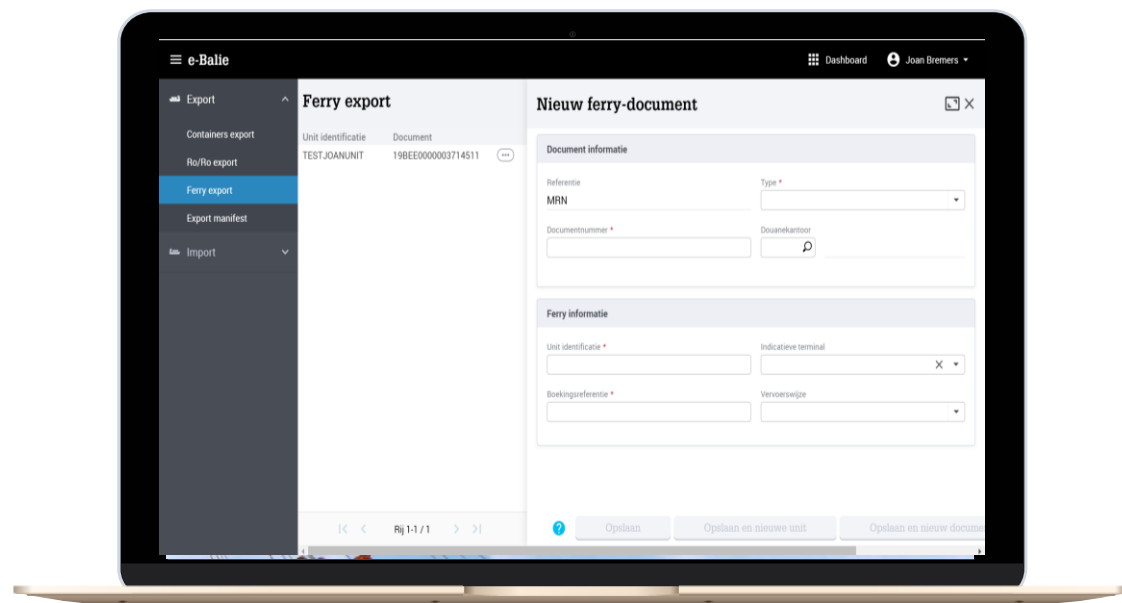 e-Balie
Dashboard
Joan Bremers
Export
Containers export
Ro/Ro export
Ferry export
Export manifest
Import
Ferry export
Unit identificatie Document
TESTJOANUNIT 19BEE0000003714511
Rij 1-1 / 1
Nieuw ferry-document
Document informatie
Referentie Type *
MRN
Documentnummer * Douanekantoor
Ferry informatie
Unit identificatie * Indicatieve terminal
Boekingsreferentie * Vervoerswijze
? Opslaan Opslaan en nieuwe unit Opslaan en nieuw docume